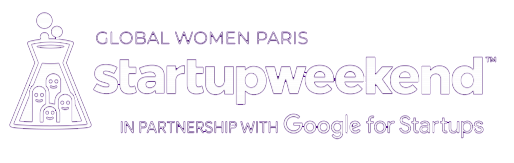 GLOBAL WOMEN PARIS
startupweekend™
IN PARTNERSHIP WITH Google for Startups